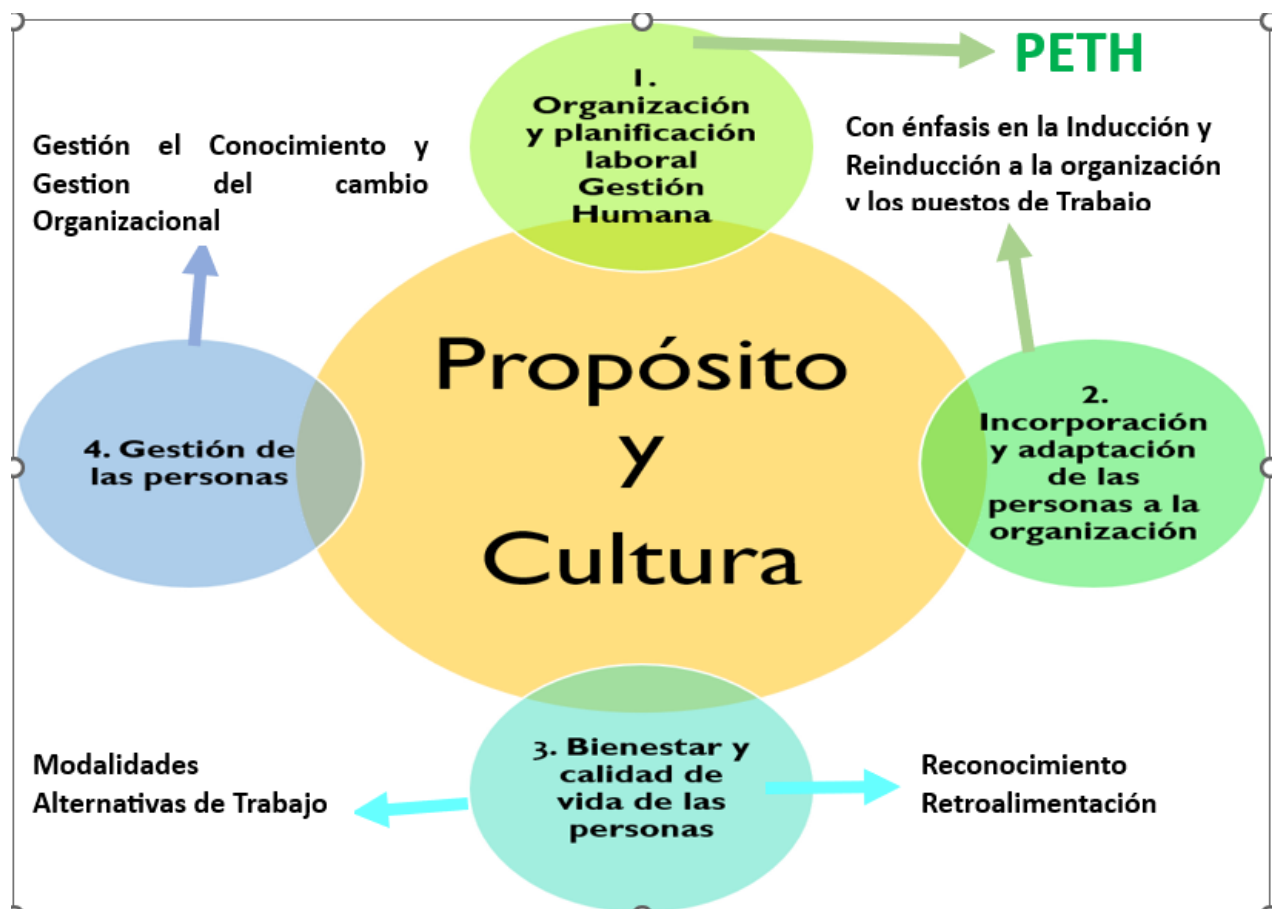 PETH
1.
Organización
y planificación
laboral
Gestión
Humana
Gestión el Conocimiento y
Gestion del cambio
Organizacional
Con énfasis en la Inducción y
Reinducción a la organización
y los puestos de Trabajo
Propósito
y
Cultura
2.
Incorporación
y adaptación
de las
personas a la
organización
4. Gestión de
las personas
3. Bienestar y
calidad de
vida de las
personas
Modalidades
Alternativas de Trabajo
Reconocimiento
Retroalimentación